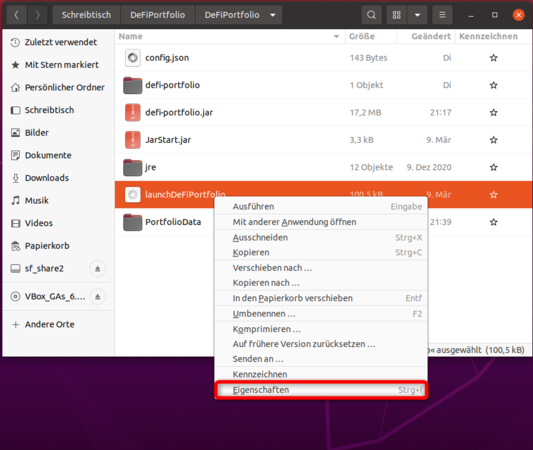 Schreibtisch DeFiPortfolio DeFiPortfolio
Zuletzt verwendet
Mit Stern markiert
Persönlicher Ordner
Schreibtisch
Bilder
Dokumente
Downloads
Musik
Videos
Papierkorb
sf_share2
VBox_GAs_6....
Andere Orte
Name Größe Geändert Kennzeichnen
config.json 143 Bytes Di
defi-portfolio 1 Objekt Di
defi-portfolio.jar 17,2 MB 21:17
JarStart.jar 3,3 kB 9. Mär
jre 12 Objekte 9. Dez 2020
launchDeFiPortfolio 100,5 kB 9. Mär
PortfolioData 21:39
Ausführen Eingabe
Mit anderer Anwendung öffnen
Ausschneiden Strg+X
Kopieren Strg+C
Verschieben nach …
Kopieren nach …
In den Papierkorb verschieben Entf
Umbenennen … F2
Komprimieren …
Auf frühere Version zurücksetzen …
Senden an …
Kennzeichnen
Eigenschaften Strg+I
o« ausgewählt (100,5 kB)